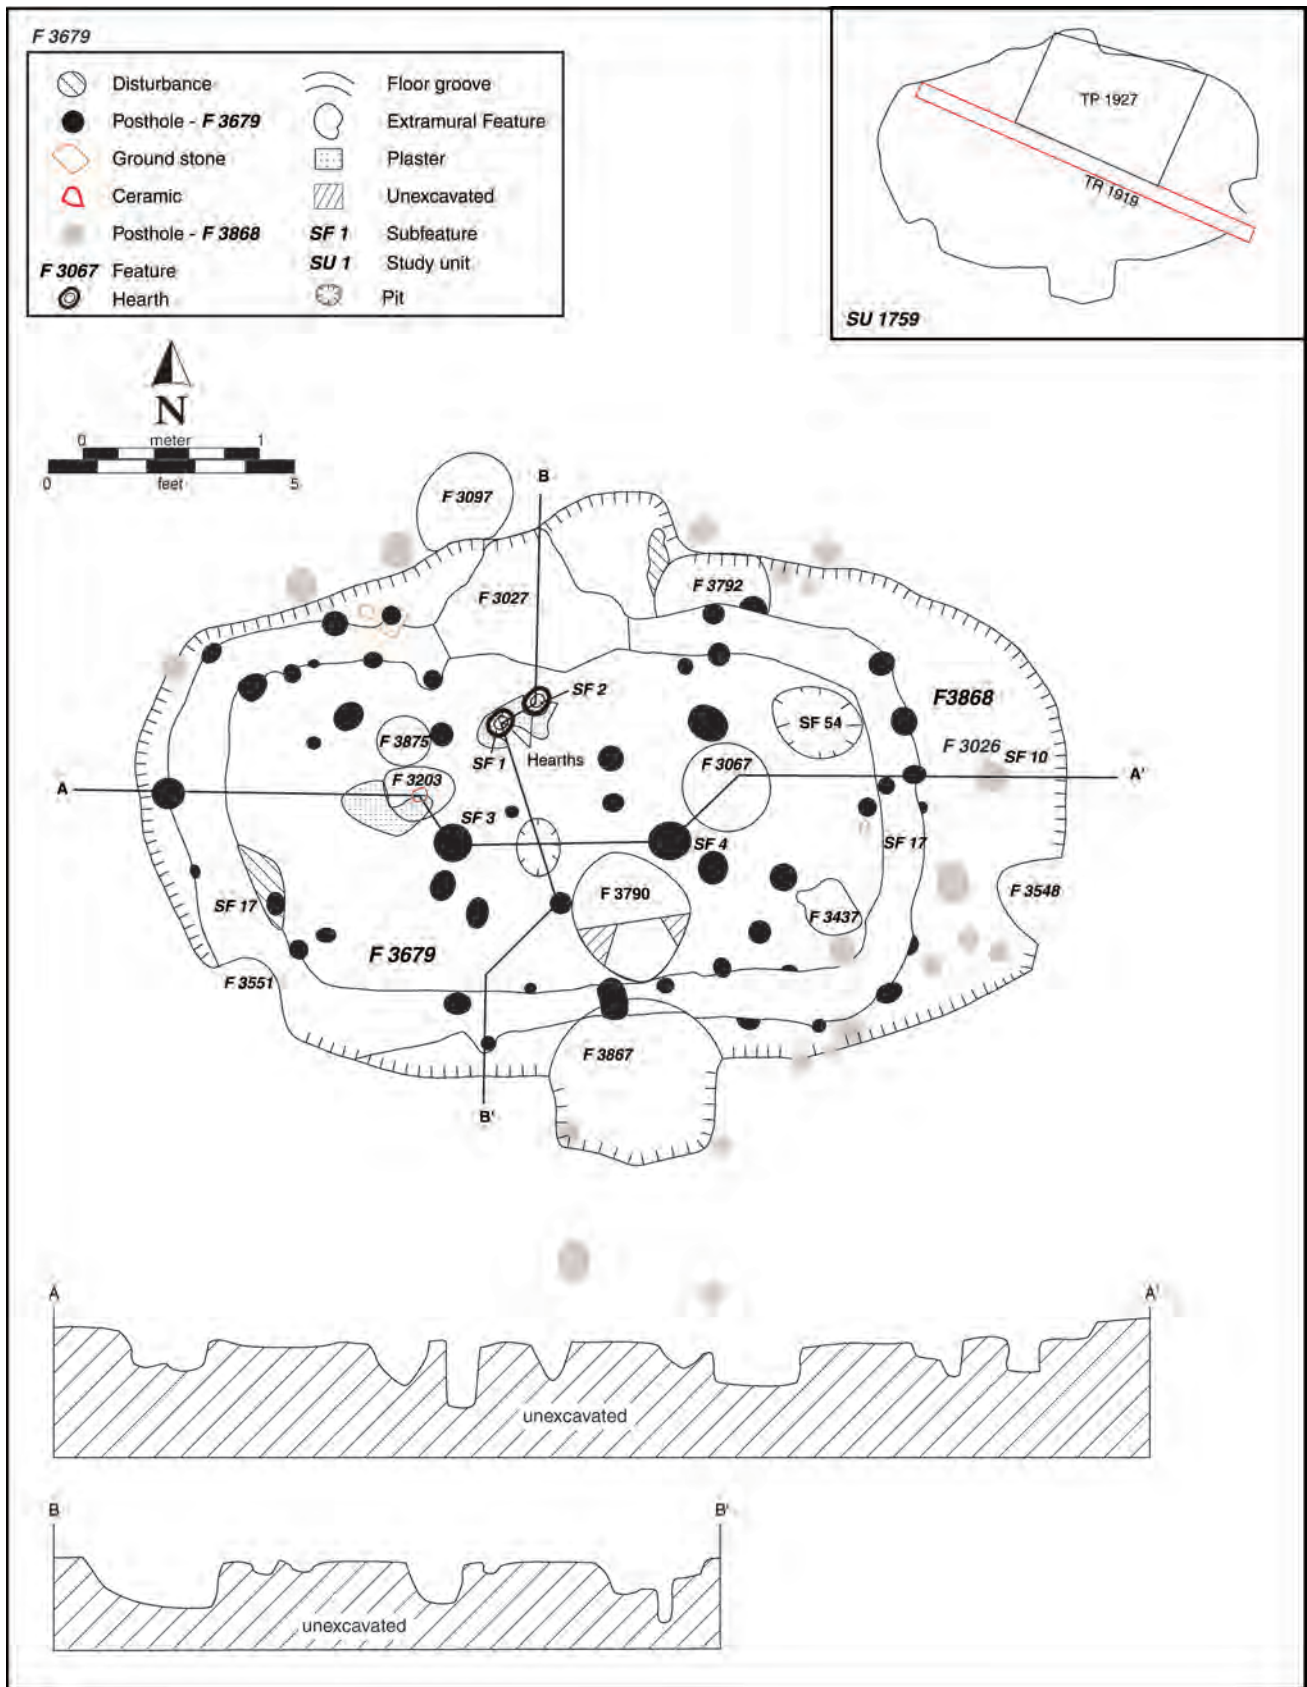 F 3679
Disturbance
Posthole - F 3679
Ground stone
Ceramic
Posthole - F 3868
F 3067 Feature
Hearth
Floor groove
Extramural Feature
Plaster
Unexcavated
SF 1 Subfeature
SU 1 Study unit
Pit
TP 1927
TR 1919
SU 1759
N
0 meter 1
0 feet 5
B
F 3097
F 3027
F 3792
SF 2
F3868
SF 54
F 3875
F 3026
SF 1
Hearths
F 3067
SF 10
A
F 3203
A'
SF 3
SF 4
SF 17
F 3790
F 3548
SF 17
F 3437
F 3679
F 3551
F 3867
B'
A
A'
unexcavated
B
B'
unexcavated